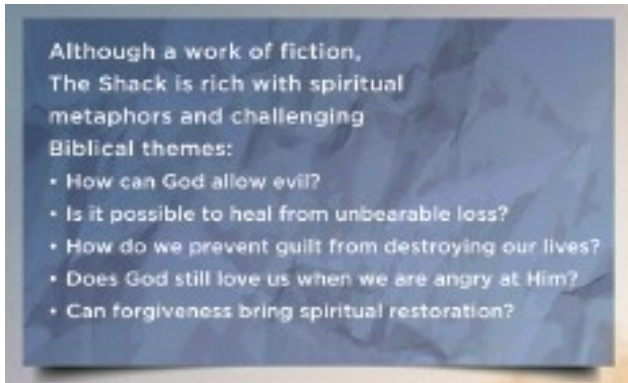 Although a work of fiction,
The Shack is rich with spiritual
metaphors and challenging
Biblical themes:
• How can God allow evil?
• Is it possible to heal from unbearable loss?
• How do we prevent guilt from destroying our lives?
• Does God still love us when we are angry at Him?
• Can forgiveness bring spiritual restoration?